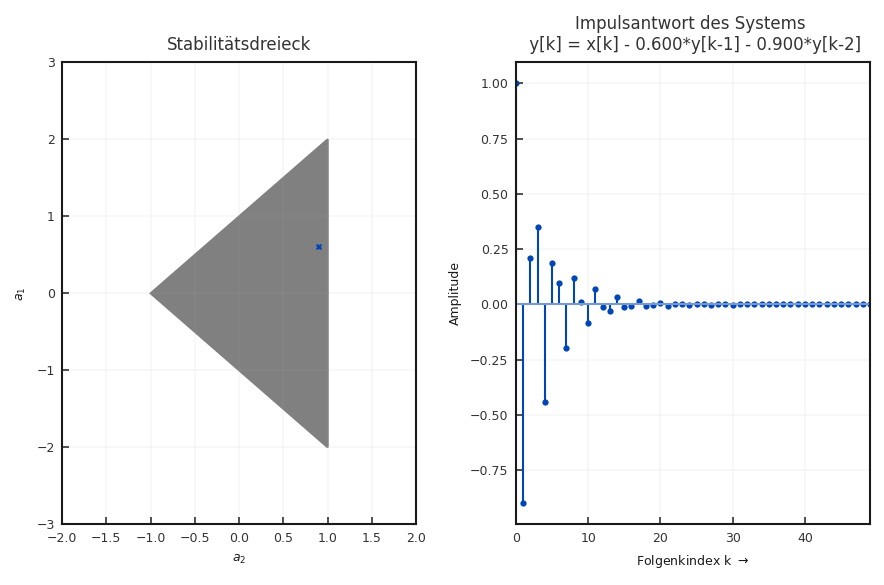 Stabilitätsdreieck
3
2
1
0
−1
−2
−3
a₁
−2.0 −1.5 −1.0 −0.5 0.0 0.5 1.0 1.5 2.0
a₂
Impulsantwort des Systems
y[k] = x[k] - 0.600*y[k-1] - 0.900*y[k-2]
1.00
0.75
0.50
0.25
0.00
−0.25
−0.50
−0.75
Amplitude
0 10 20 30 40
Folgenkindex k →